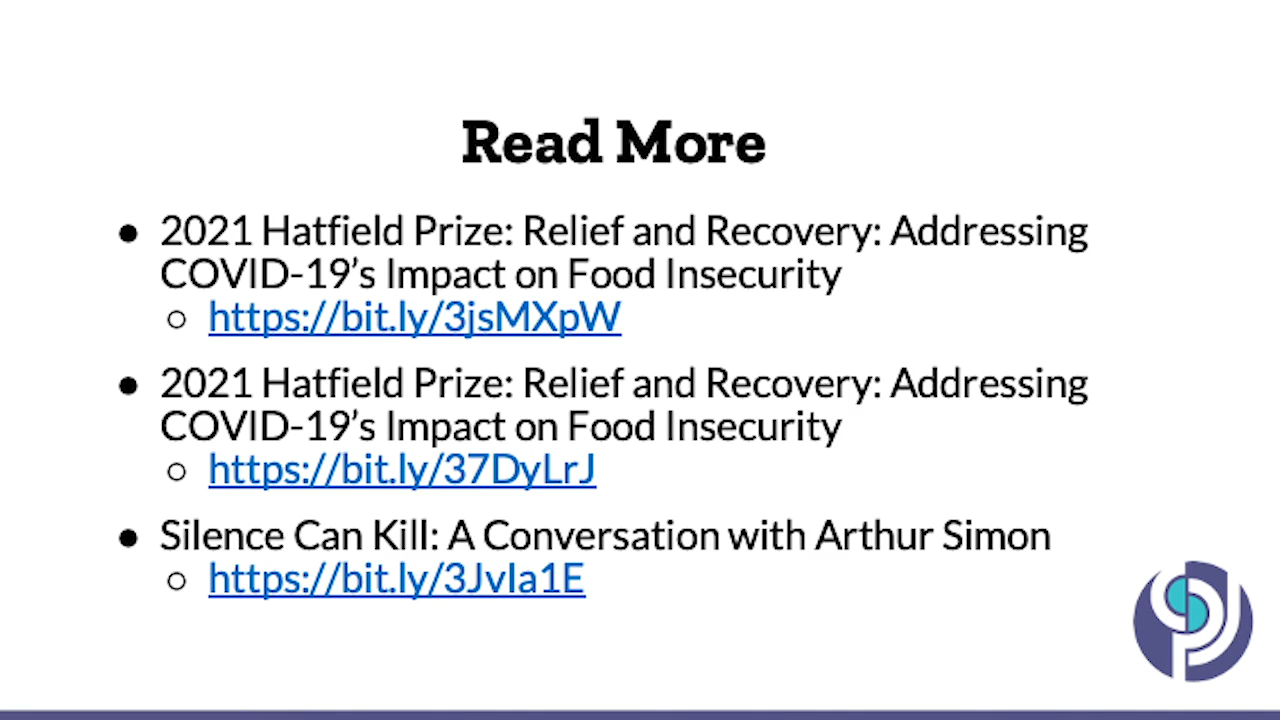 Read More
● 2021 Hatfield Prize: Relief and Recovery: Addressing
COVID-19’s Impact on Food Insecurity
○ https://bit.ly/3jsMXpW
● 2021 Hatfield Prize: Relief and Recovery: Addressing
COVID-19’s Impact on Food Insecurity
○ https://bit.ly/37DyLrJ
● Silence Can Kill: A Conversation with Arthur Simon
○ https://bit.ly/3Jvla1E